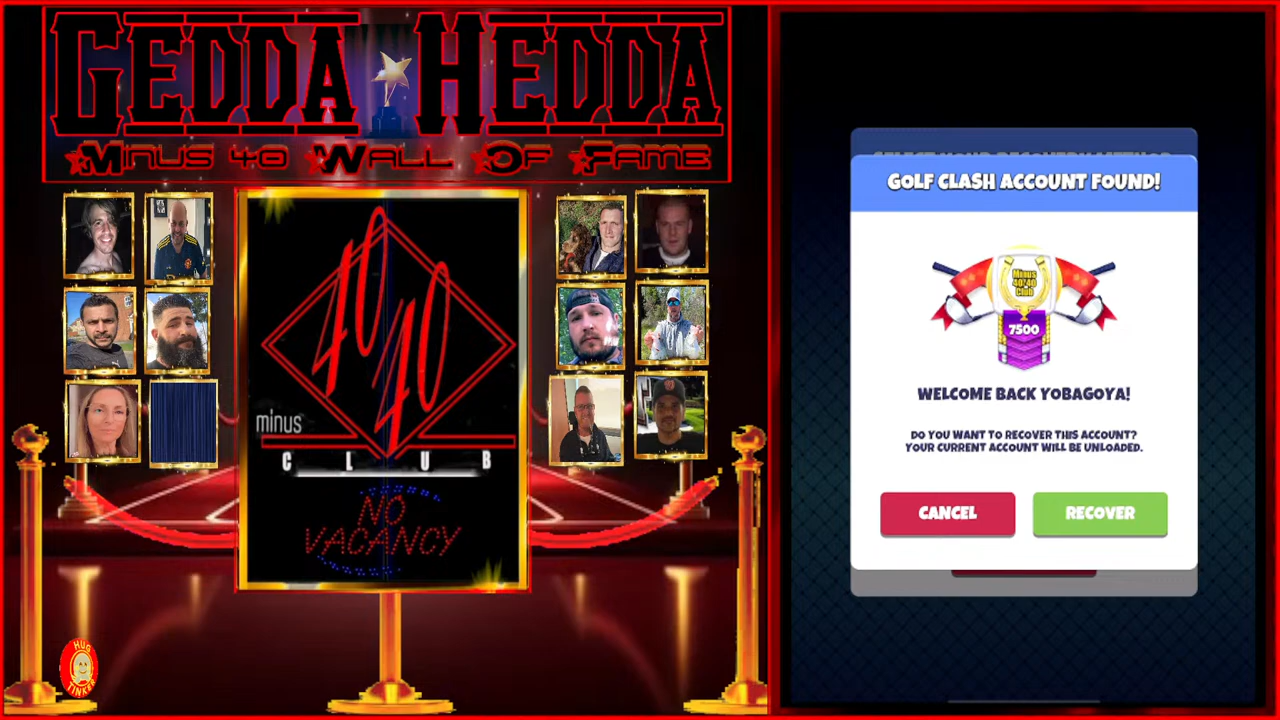 GEDDA HEDDA
MINUS 40 WALL OF FAME
40/40
minus
CLUB
NO
VACANCY
HUG
TINKER
GOLF CLASH ACCOUNT FOUND!
MINUS
40/40
CLUB
7500
WELCOME BACK YOBAGOYA!
DO YOU WANT TO RECOVER THIS ACCOUNT?
YOUR CURRENT ACCOUNT WILL BE UNLOADED.
CANCEL
RECOVER